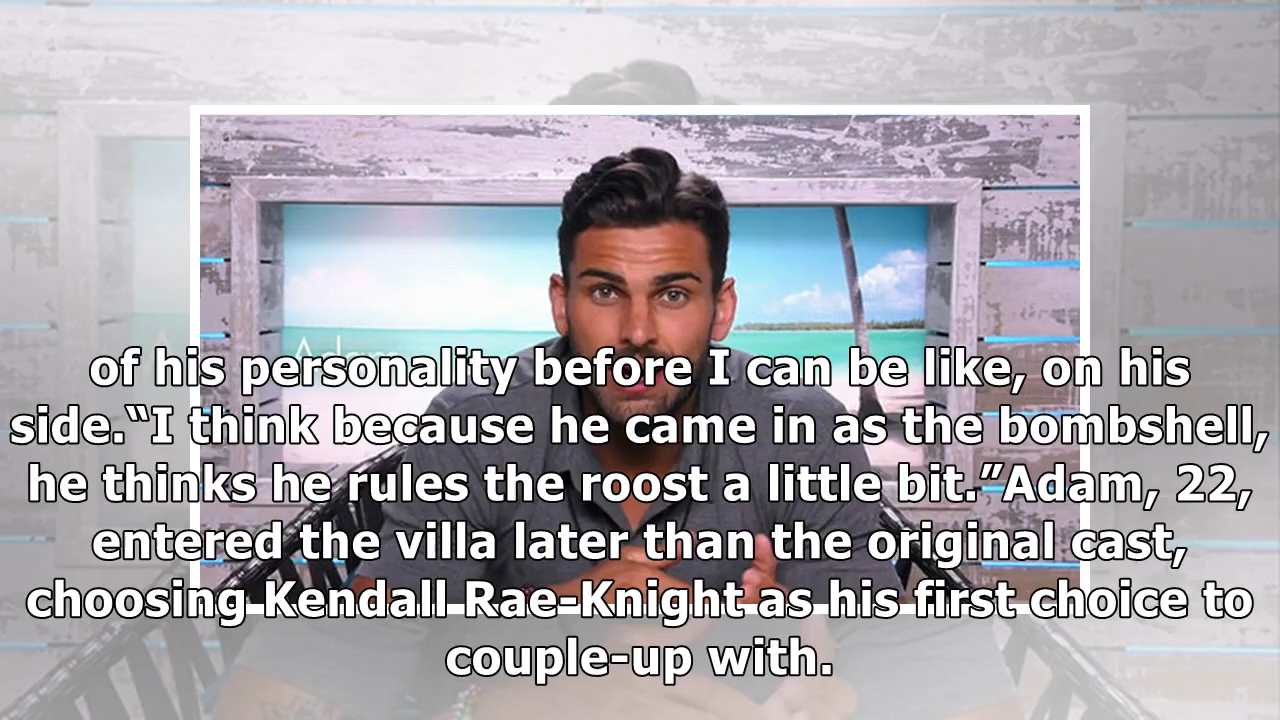 Adam
of his personality before I can be like, on his
side.“I think because he came in as the bombshell,
he thinks he rules the roost a little bit.”Adam, 22,
entered the villa later than the original cast,
choosing Kendall Rae-Knight as his first choice to
couple-up with.